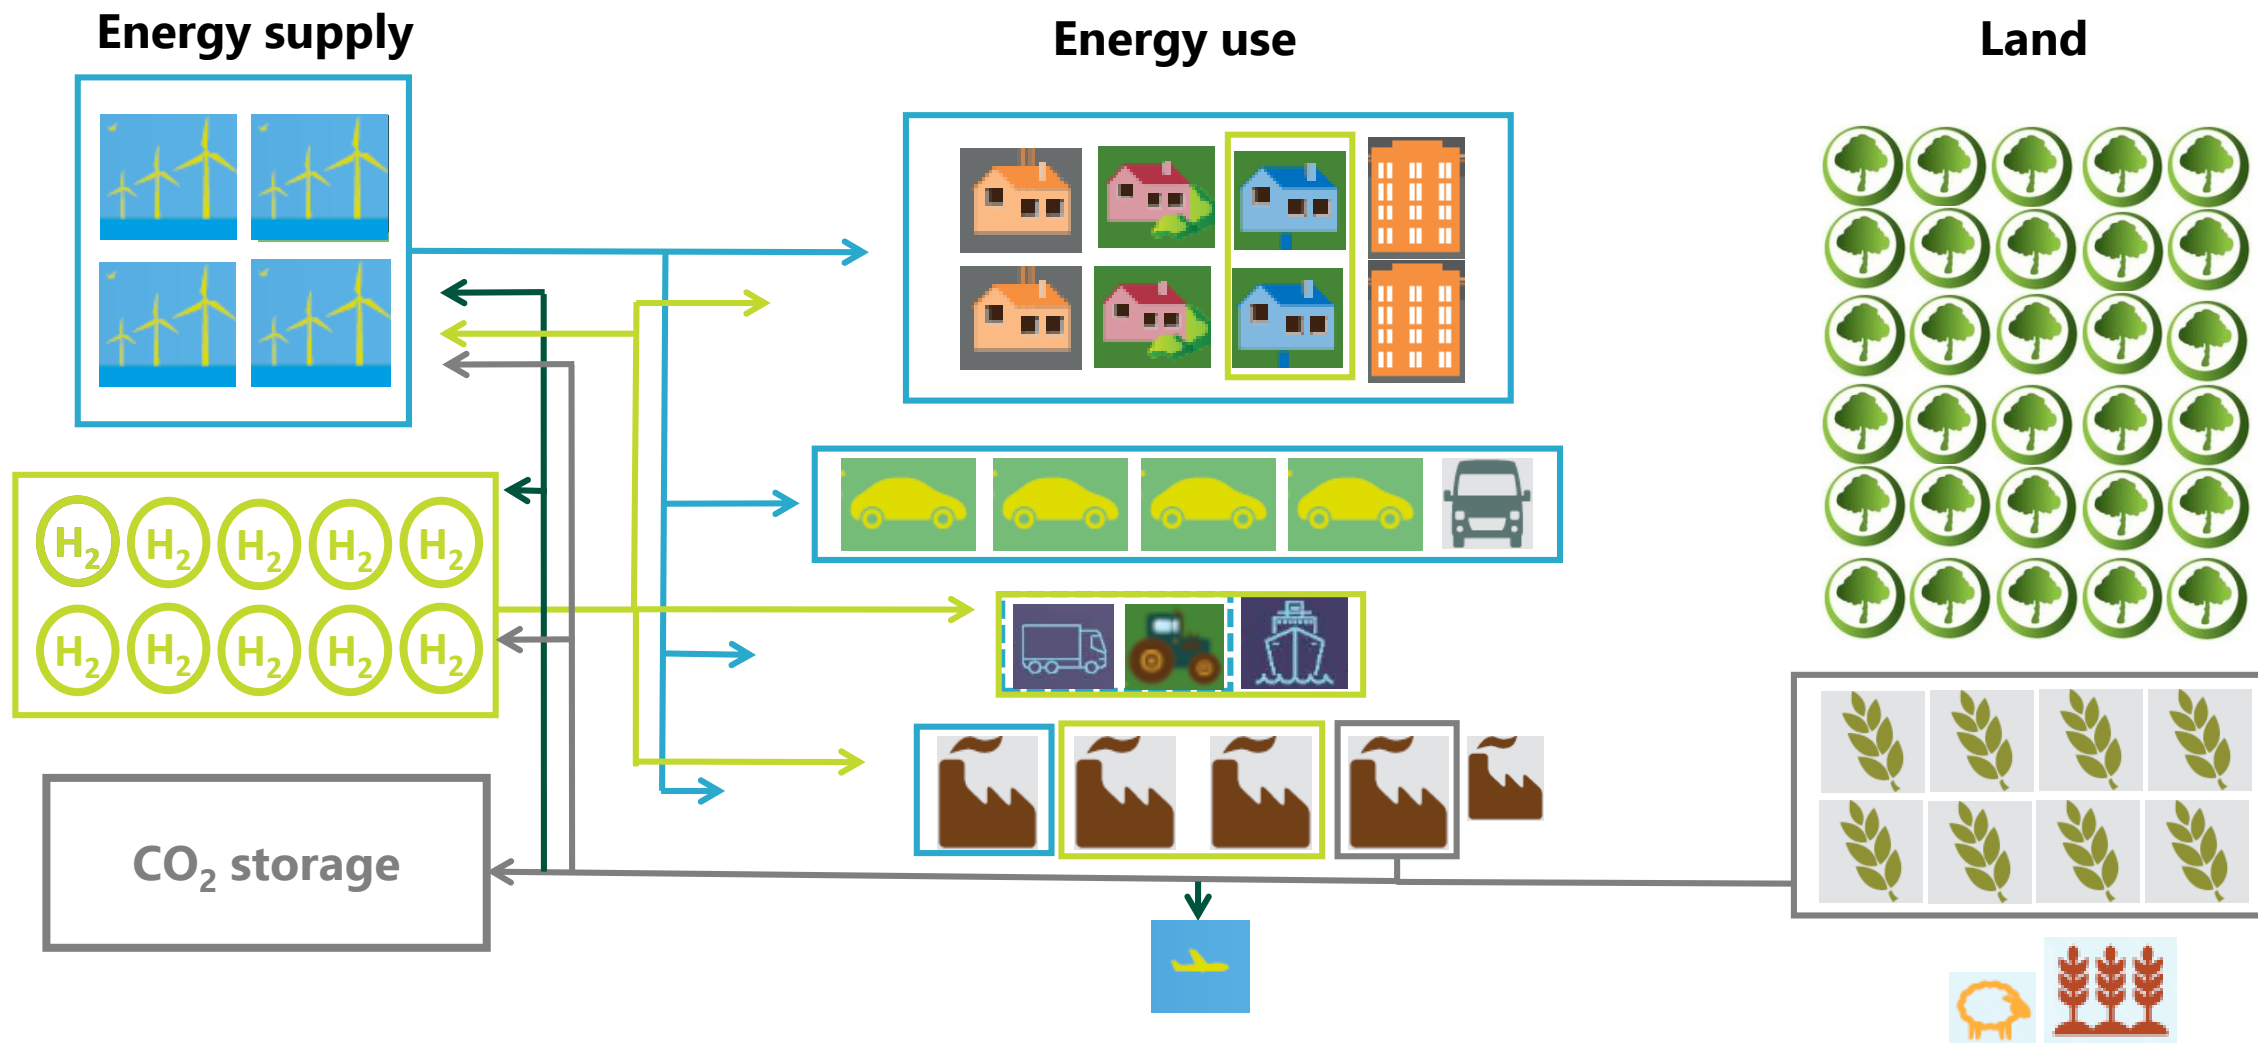 Energy supply
Energy use
Land
H₂ H₂ H₂ H₂ H₂
H₂ H₂ H₂ H₂ H₂
CO₂ storage